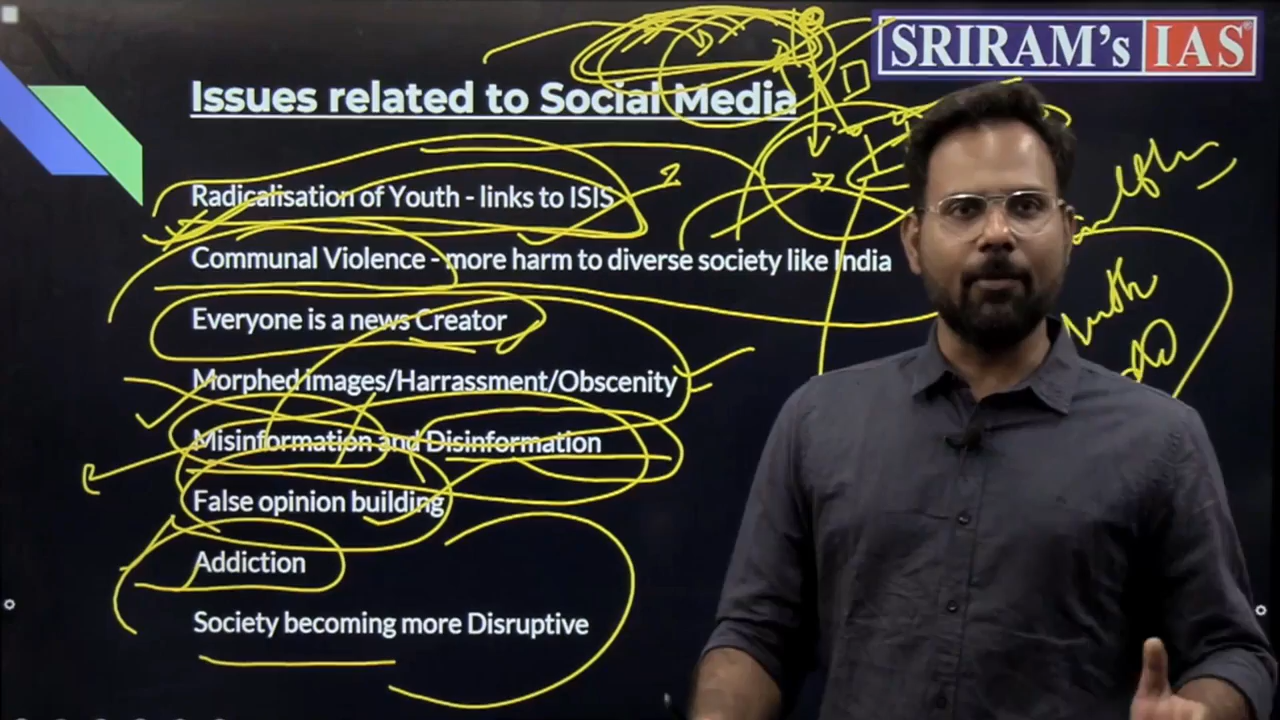 SRIRAM's IAS
Issues related to Social Media
Radicalisation of Youth - links to ISIS
Communal Violence - more harm to diverse society like India
Everyone is a news Creator
Morphed images/Harrassment/Obscenity
Misinformation and Disinformation
False opinion building
Addiction
Society becoming more Disruptive